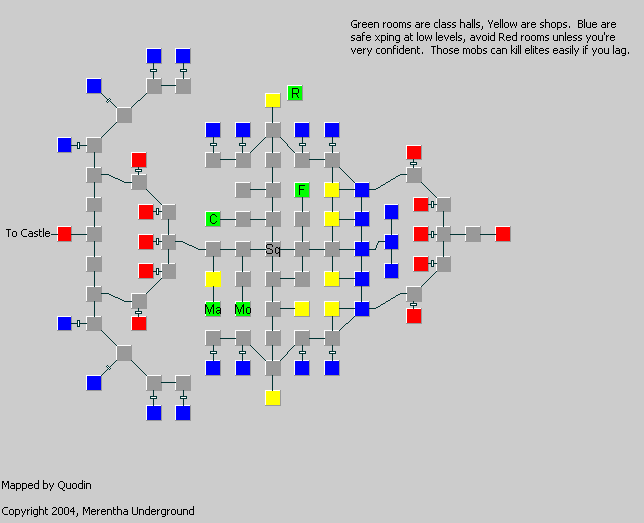 Green rooms are class halls, Yellow are shops.  Blue are
safe xping at low levels, avoid Red rooms unless you're
very confident.  Those mobs can kill elites easily if you lag.
R
F
C
To Castle
Sq
Ma Mo
Mapped by Quodin
Copyright 2004, Merentha Underground